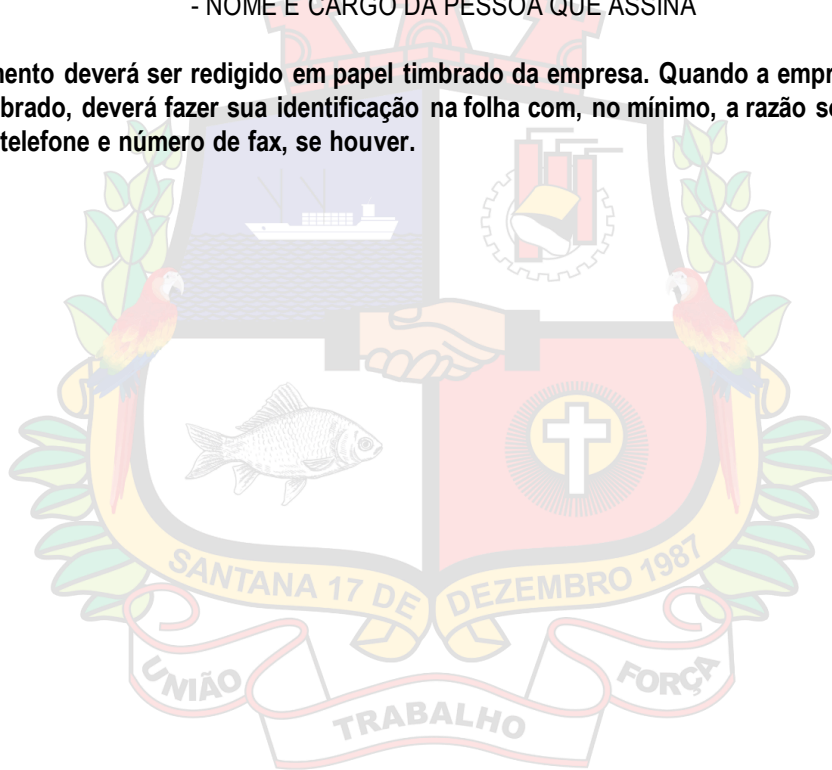 - NOME E CARGO DA PESSOA QUE ASSINA
mento deverá ser redigido em papel timbrado da empresa. Quando a empr
brado, deverá fazer sua identificação na folha com, no mínimo, a razão s
telefone e número de fax, se houver.
SANTANA 17 DE DEZEMBRO 1987
UNIÃO TRABALHO FORÇA